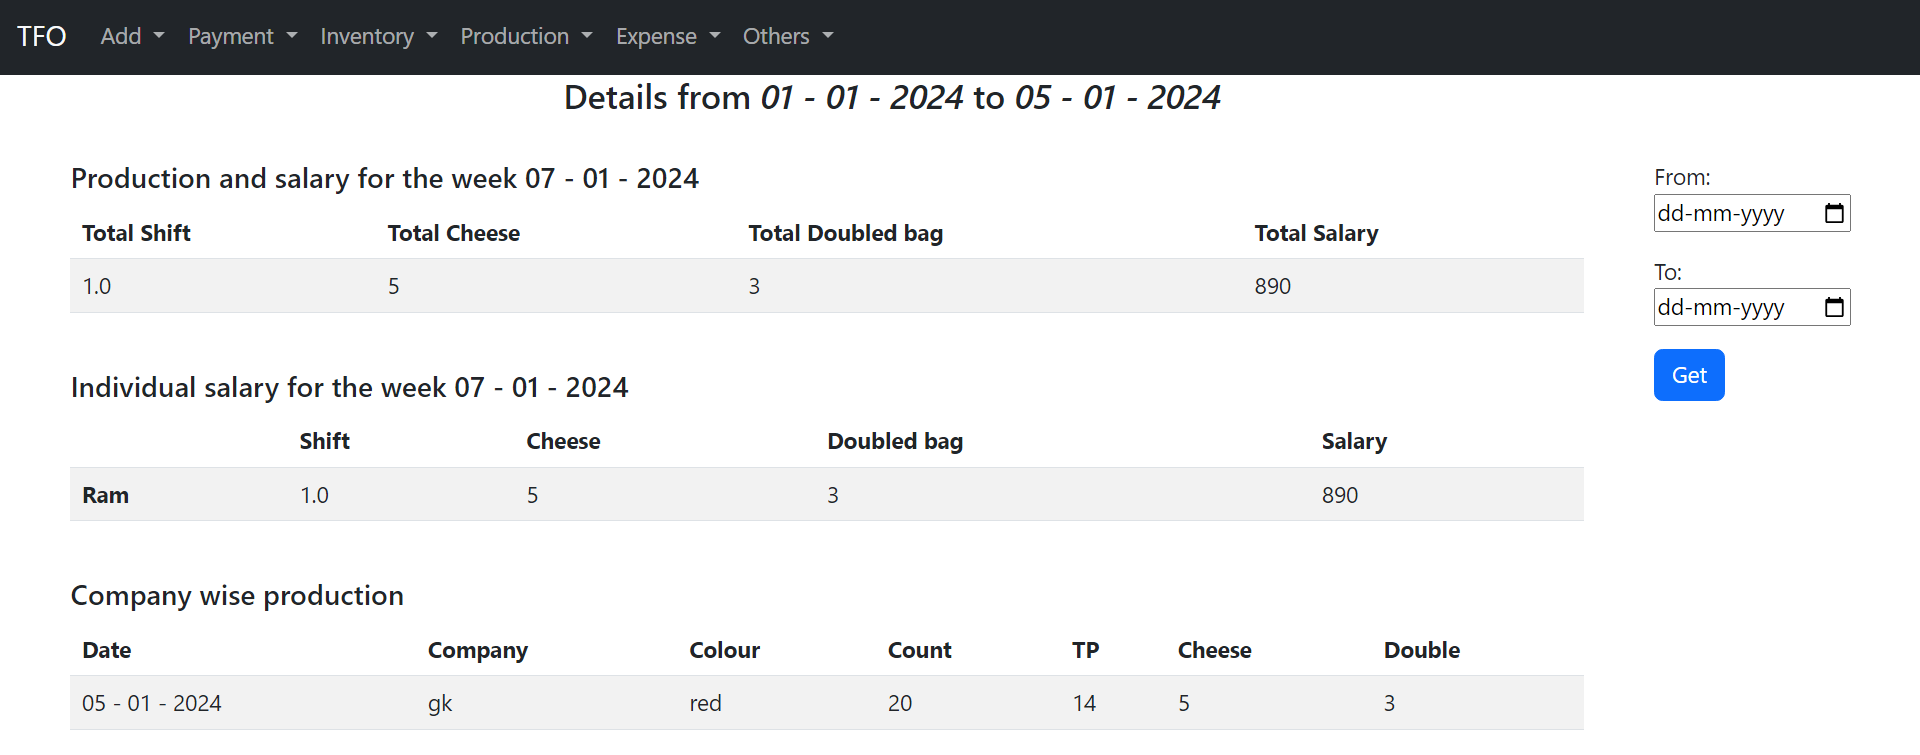 TFO Add Payment Inventory Production Expense Others
Details from 01 - 01 - 2024 to 05 - 01 - 2024
Production and salary for the week 07 - 01 - 2024
Total Shift Total Cheese Total Doubled bag Total Salary
1.0 5 3 890
Individual salary for the week 07 - 01 - 2024
Shift Cheese Doubled bag Salary
Ram 1.0 5 3 890
Company wise production
Date Company Colour Count TP Cheese Double
05 - 01 - 2024 gk red 20 14 5 3
From:
dd-mm-yyyy
To:
dd-mm-yyyy
Get